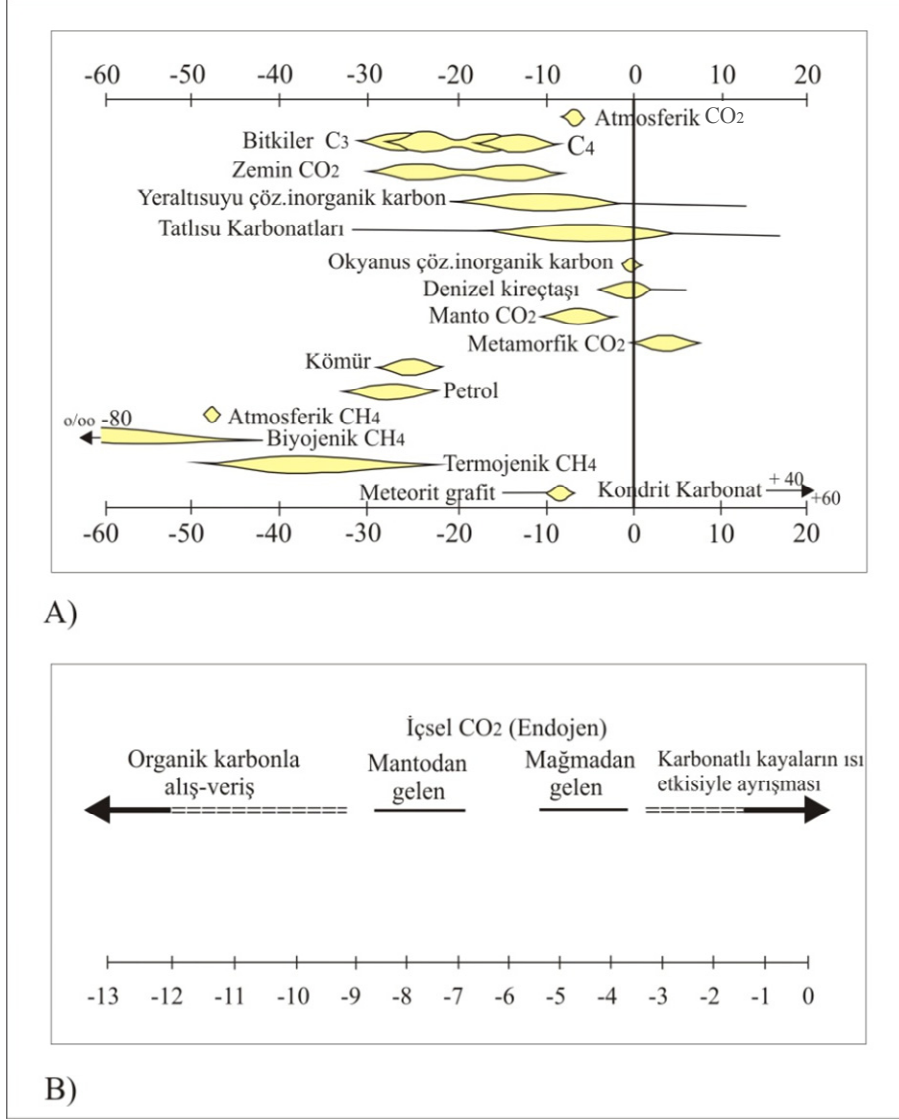 -60 -50 -40 -30 -20 -10 0 10 20
Atmosferik CO2
Bitkiler C3
C4
Zemin CO2
Yeraltısuyu çöz.inorganik karbon
Tatlısu Karbonatları
Okyanus çöz.inorganik karbon
Denizel kireçtaşı
Manto CO2
Metamorfik CO2
Kömür
Petrol
Atmosferik CH4
o/oo -80
Biyojenik CH4
Termojenik CH4
Meteorit grafit
Kondrit Karbonat
+ 40
+60
-60 -50 -40 -30 -20 -10 0 10 20
A)
İçsel CO2 (Endojen)
Organik karbonla
alış-veriş
Mantodan
gelen
Mağmadan
gelen
Karbonatlı kayaların ısı
etkisiyle ayrışması
-13 -12 -11 -10 -9 -8 -7 -6 -5 -4 -3 -2 -1 0
B)